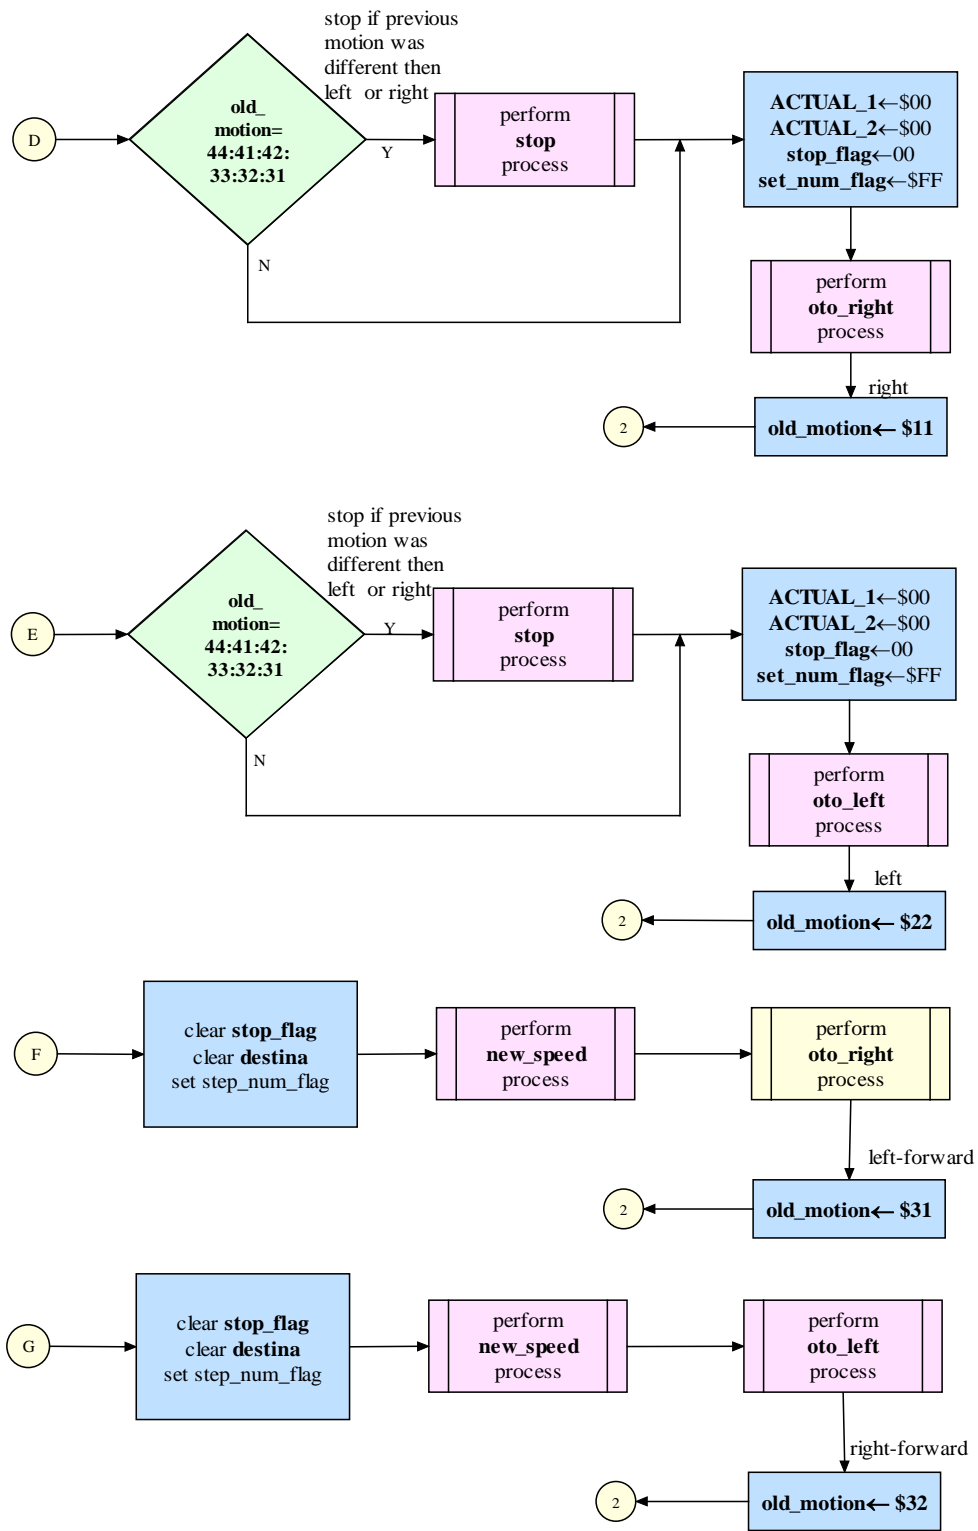 stop if previous
motion was
different then
left or right
D
old_
motion=
44:41:42:
33:32:31
Y
N
perform
stop
process
ACTUAL_1←$00
ACTUAL_2←$00
stop_flag←00
set_num_flag←$FF
perform
oto_right
process
right
old_motion← $11
2
stop if previous
motion was
different then
left or right
E
old_
motion=
44:41:42:
33:32:31
Y
N
perform
stop
process
ACTUAL_1←$00
ACTUAL_2←$00
stop_flag←00
set_num_flag←$FF
perform
oto_left
process
left
old_motion← $22
2
F
clear stop_flag
clear destina
set step_num_flag
perform
new_speed
process
perform
oto_right
process
left-forward
old_motion← $31
2
G
clear stop_flag
clear destina
set step_num_flag
perform
new_speed
process
perform
oto_left
process
right-forward
old_motion← $32
2